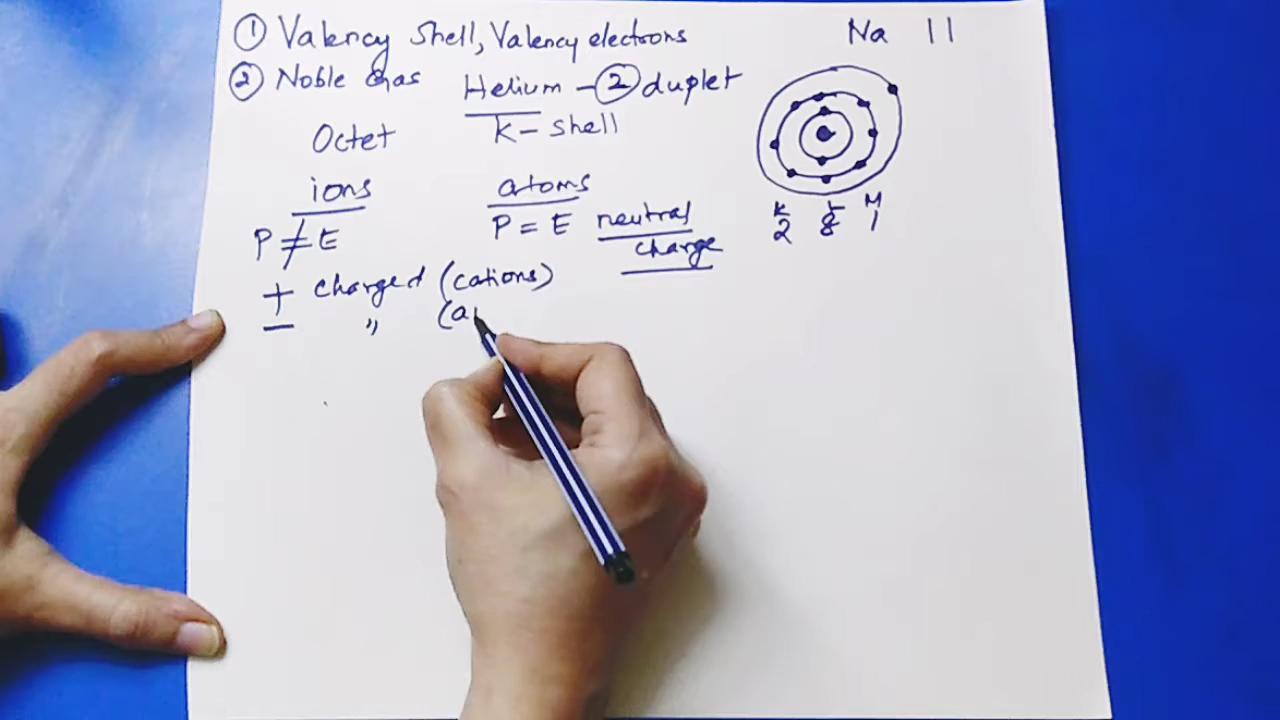 ① Valency Shell, Valency electrons
② Noble Gas
Helium - ② duplet
K- Shell
Octet
ions
P ≠ E
atoms
P = E neutral
charge
+ charged (cations)
- " (a
Na 11
K L M
2 8 1